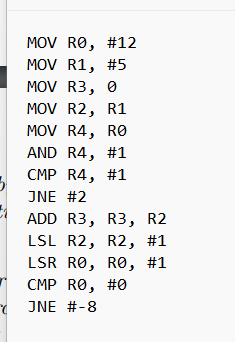 MOV R0, #12
MOV R1, #5
MOV R3, 0
MOV R2, R1
MOV R4, R0
AND R4, #1
CMP R4, #1
JNE #2
ADD R3, R3, R2
LSL R2, R2, #1
LSR R0, R0, #1
CMP R0, #0
JNE #-8